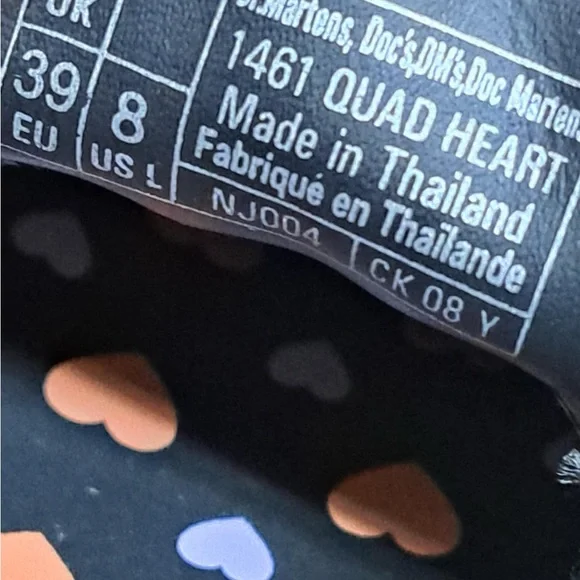 Martens, Doc's, DM's, Doc Marten
UK
1461 QUAD HEART
39
8
Made in Thailand
EU
US L
Fabriqué en Thaïlande
NJ004
CK 08 Y